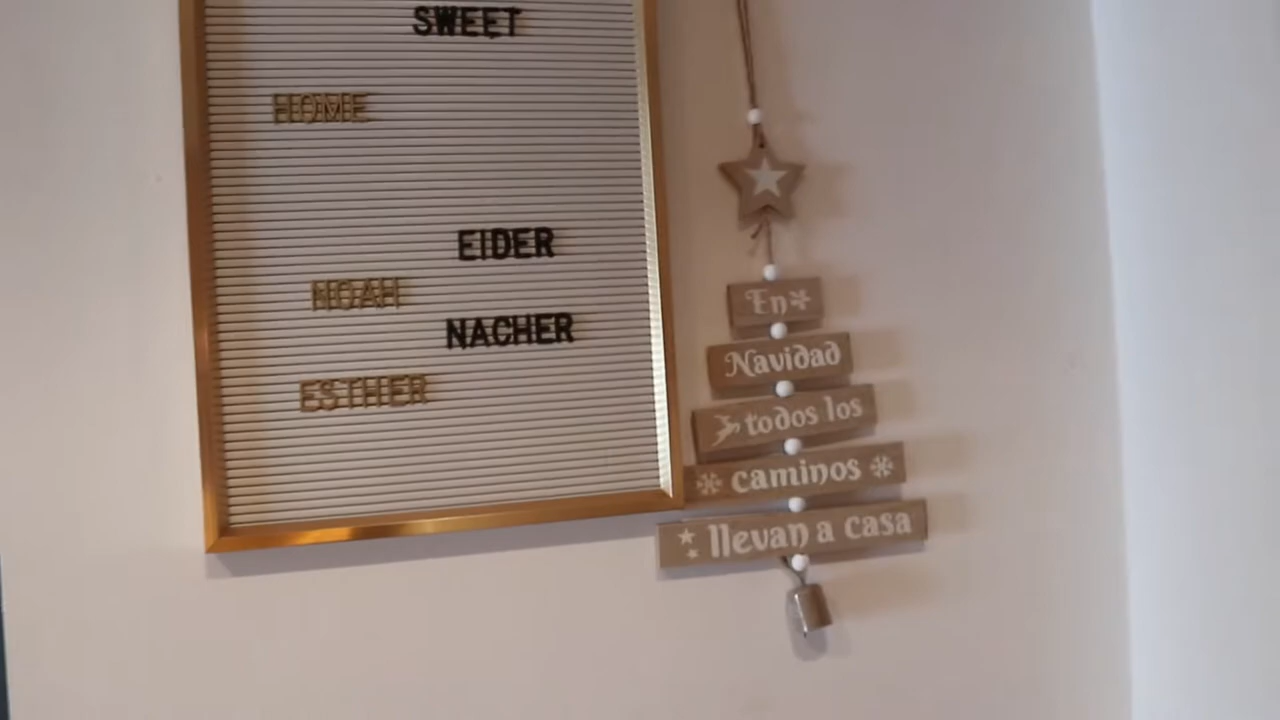 SWEET
HOME
EIDER
NOAH
NACHER
ESTHER
En
Navidad
todos los
caminos
llevan a casa